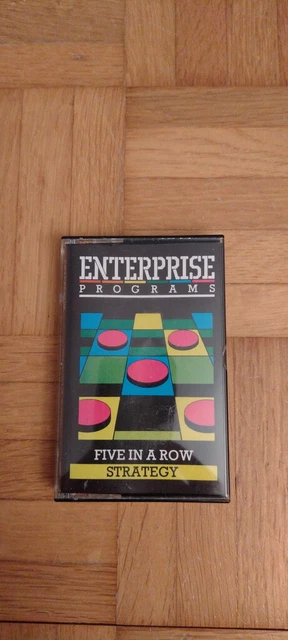 ENTERPRISE
PROGRAMS
FIVE IN A ROW
STRATEGY